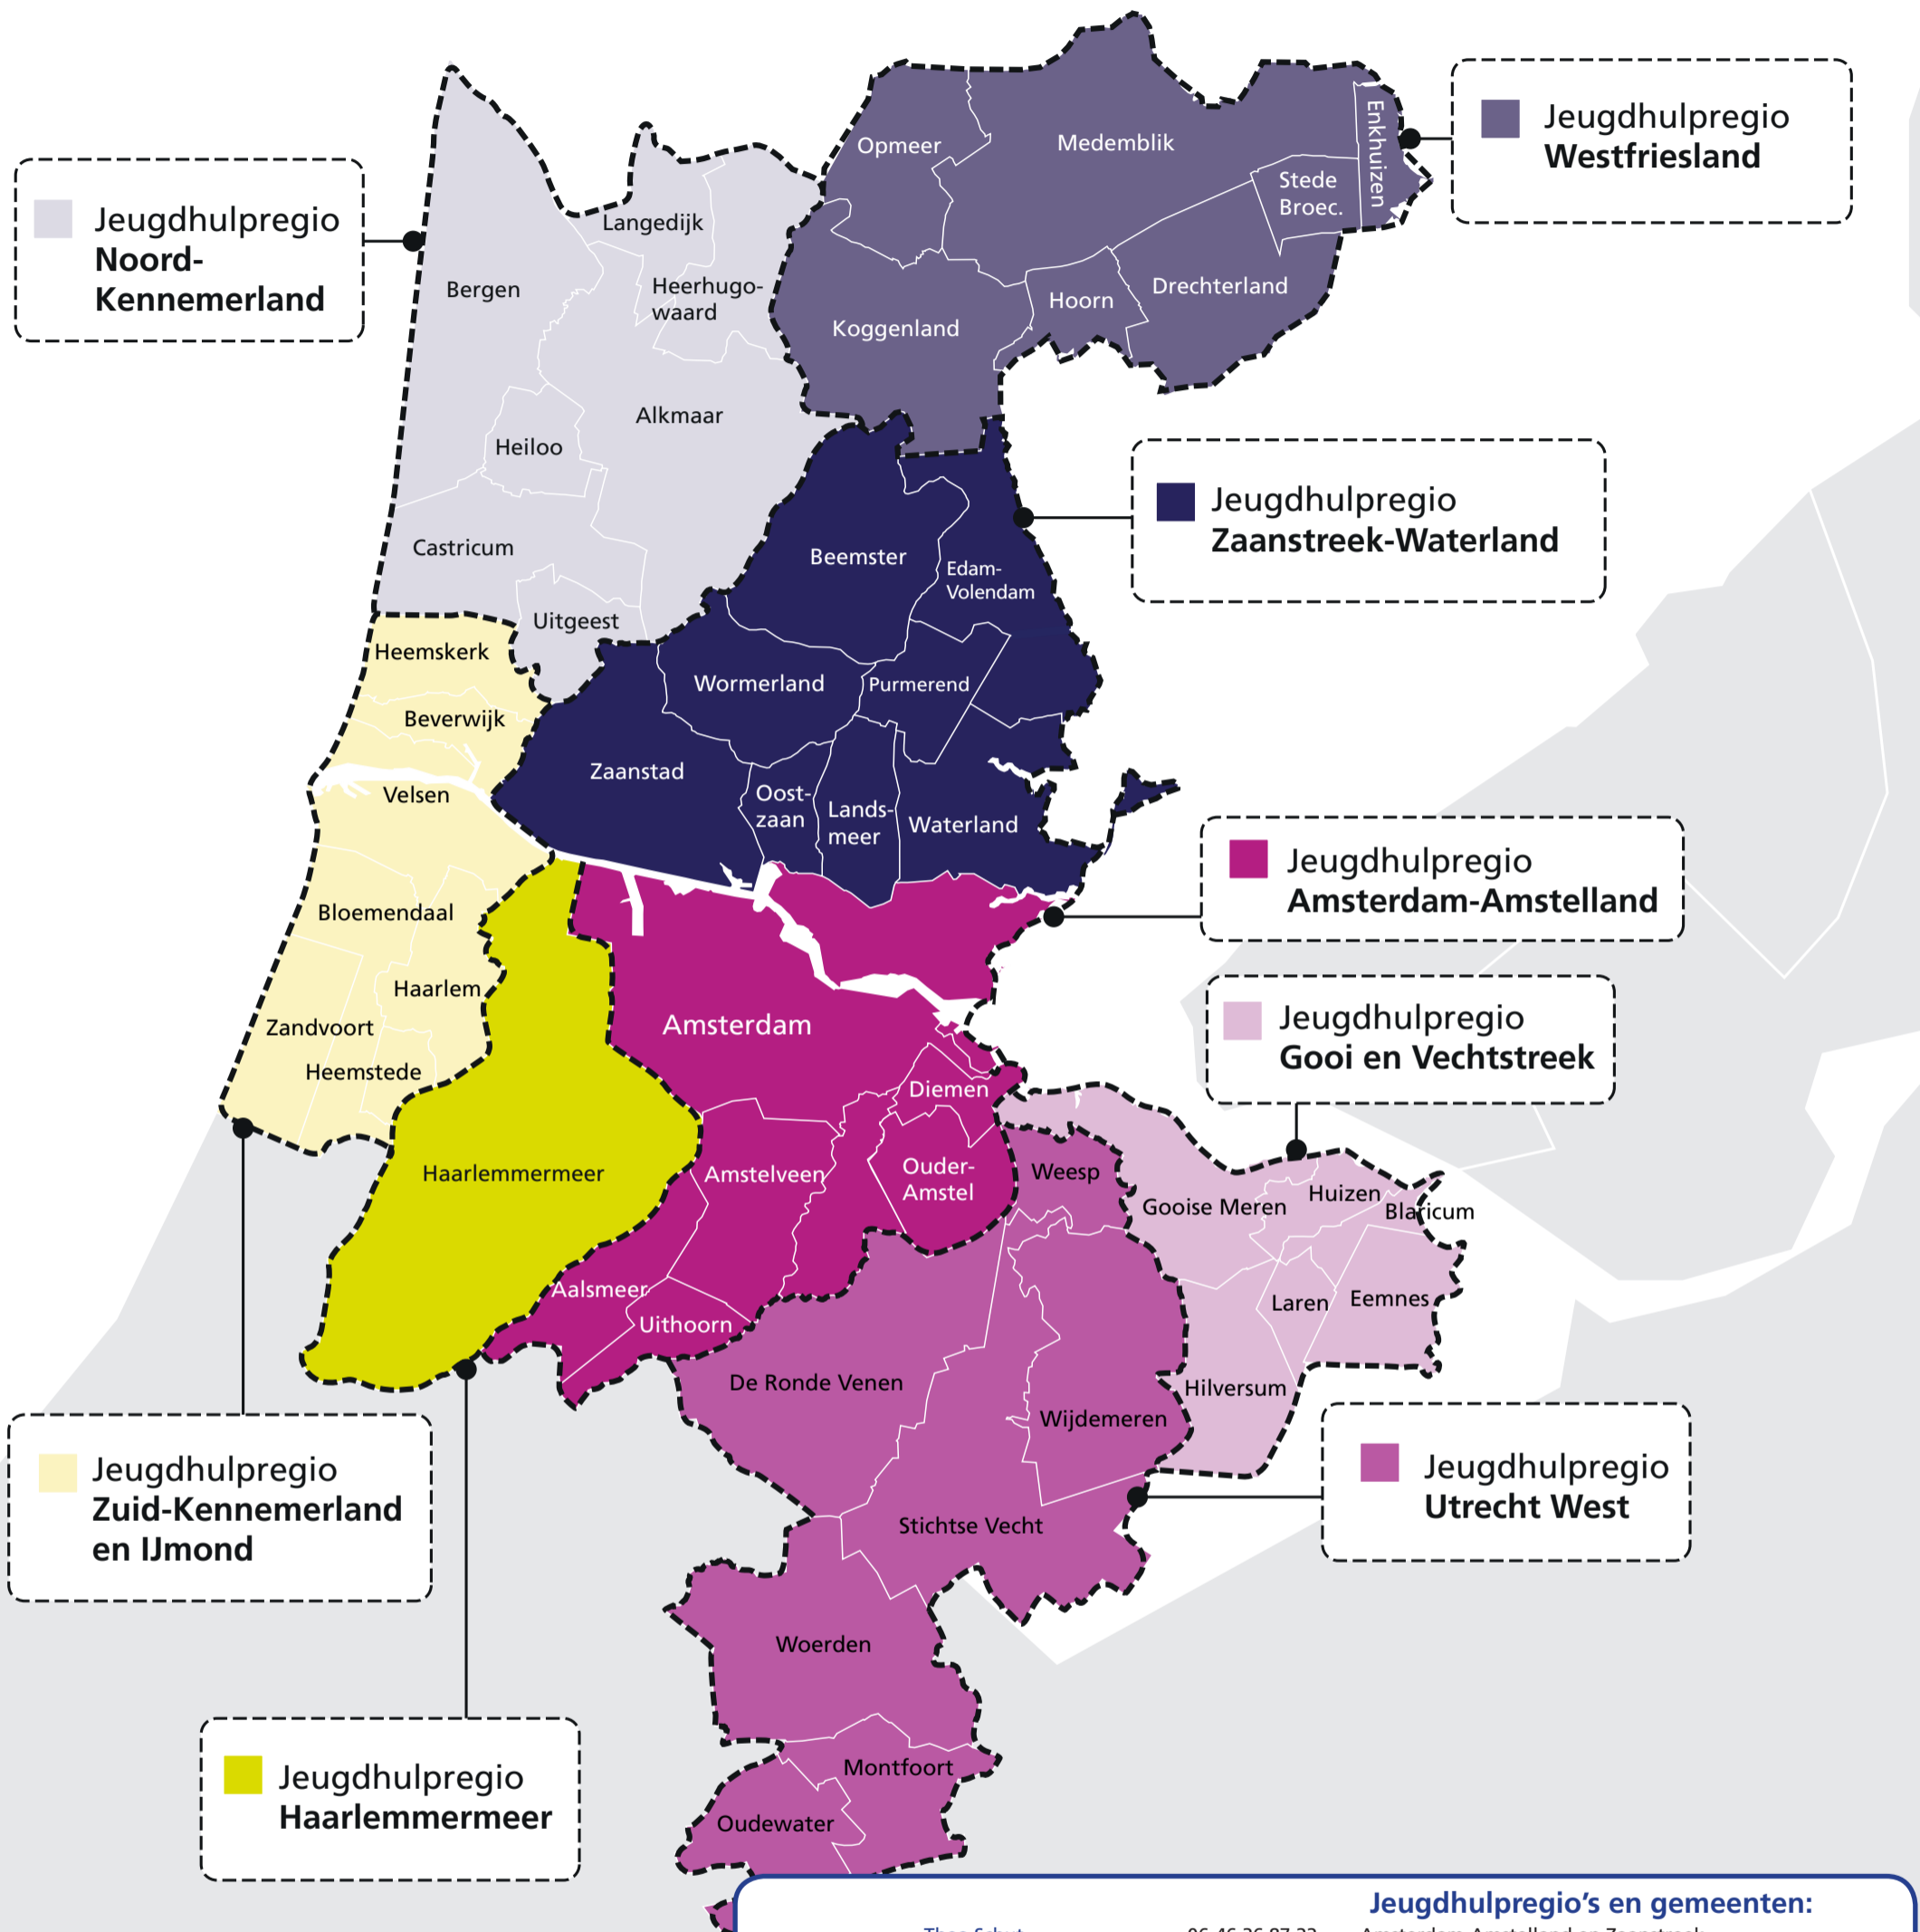 Opmeer
Medemblik
Enkhuizen
Jeugdhulpregio
Westfriesland
Stede
Broec.
Jeugdhulpregio
Noord-
Kennemerland
Langedijk
Bergen
Heerhugo-
waard
Hoorn
Drechterland
Koggenland
Alkmaar
Heiloo
Jeugdhulpregio
Zaanstreek-Waterland
Castricum
Beemster
Edam-
Volendam
Uitgeest
Heemskerk
Wormerland
Purmerend
Beverwijk
Zaanstad
Velsen
Oost-
zaan
Lands-
meer
Waterland
Jeugdhulpregio
Amsterdam-Amstelland
Bloemendaal
Haarlem
Zandvoort
Amsterdam
Jeugdhulpregio
Gooi en Vechtstreek
Heemstede
Diemen
Haarlemmermeer
Amstelveen
Ouder-
Amstel
Weesp
Gooise Meren
Huizen
Blaricum
Aalsmeer
Uithoorn
Laren
Eemnes
De Ronde Venen
Hilversum
Wijdemeren
Jeugdhulpregio
Zuid-Kennemerland
en IJmond
Jeugdhulpregio
Utrecht West
Stichtse Vecht
Woerden
Jeugdhulpregio
Haarlemmermeer
Montfoort
Oudewater
Jeugdhulpregio's en gemeenten: